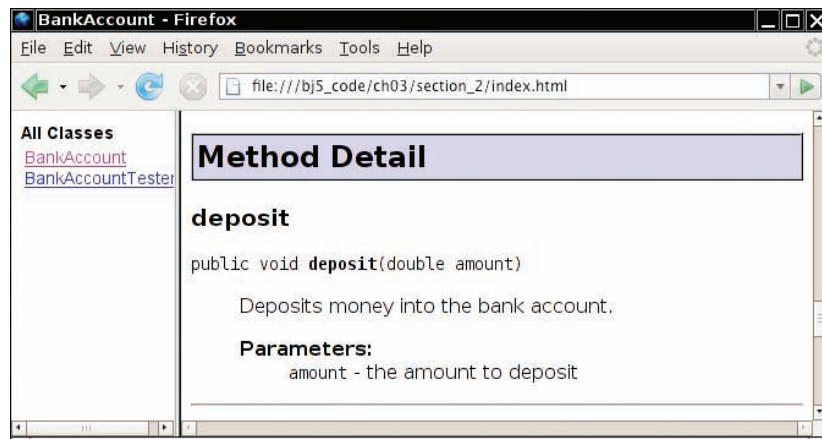 BankAccount - Firefox
File Edit View History Bookmarks Tools Help
file:///bj5_code/ch03/section_2/index.html
All Classes
BankAccount
BankAccountTester
Method Detail
deposit
public void deposit(double amount)
Deposits money into the bank account.
Parameters:
amount - the amount to deposit